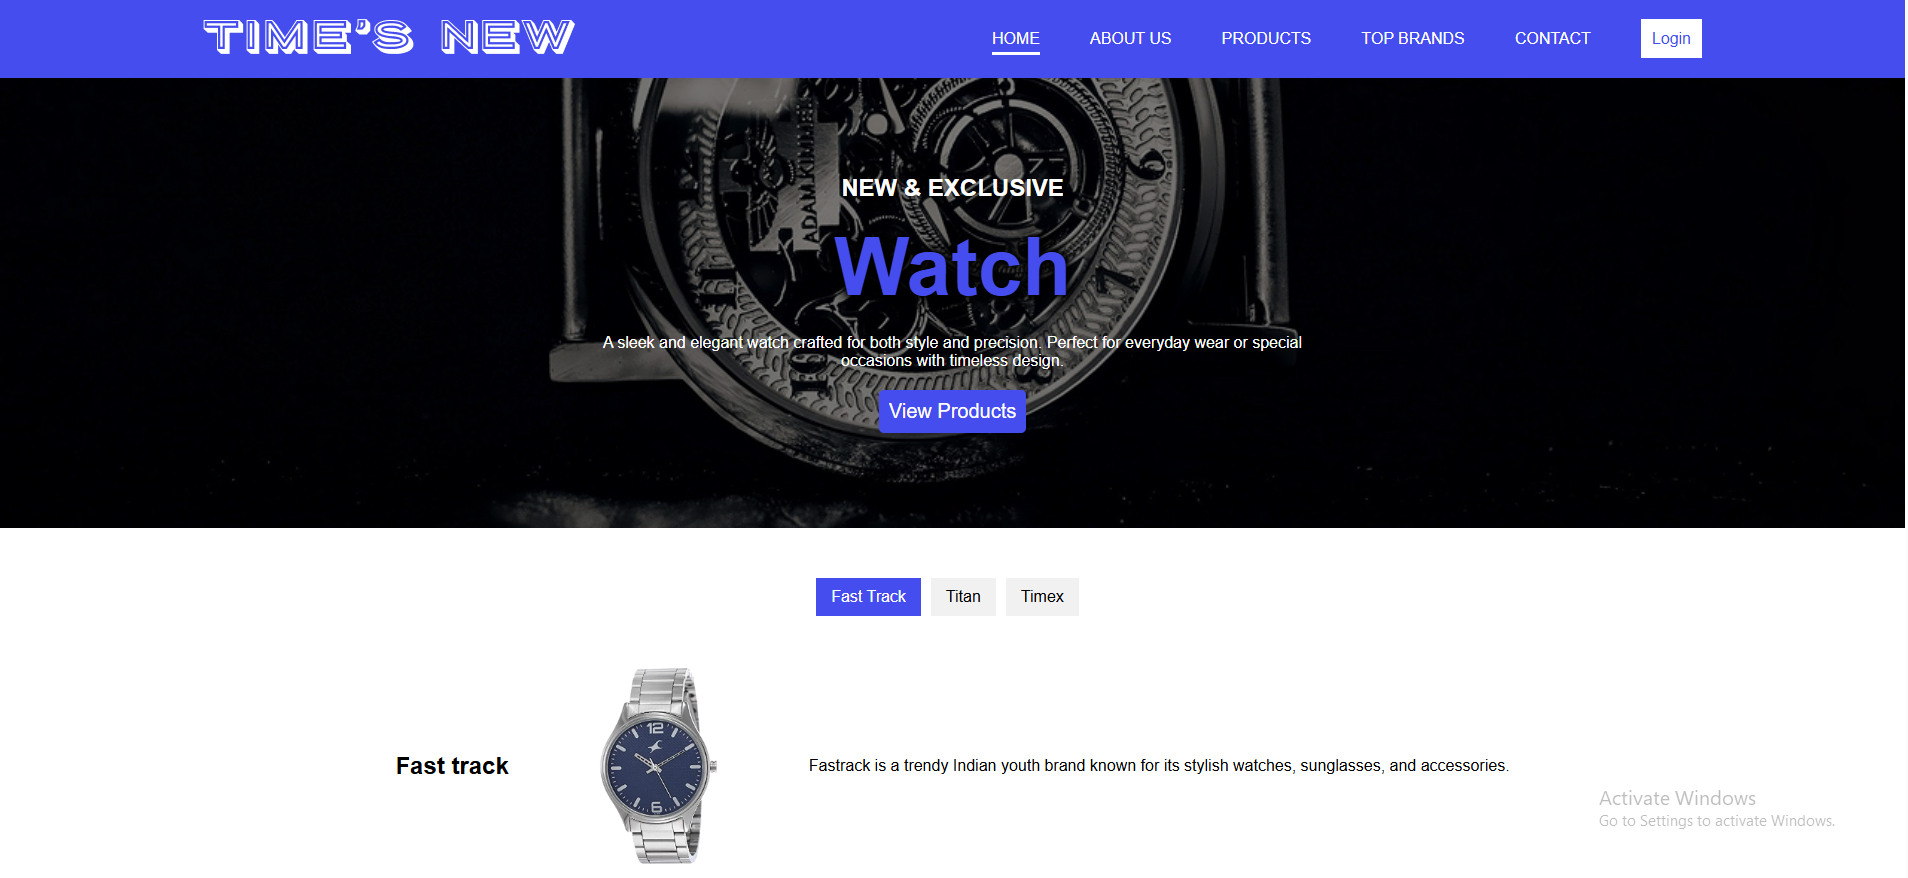 TIME'S NEW
HOME ABOUT US PRODUCTS TOP BRANDS CONTACT Login
ADAMKIMMEL
NEW & EXCLUSIVE
Watch
A sleek and elegant watch crafted for both style and precision. Perfect for everyday wear or special
occasions with timeless design.
View Products
Fast Track Titan Timex
12
Fast track
Fastrack is a trendy Indian youth brand known for its stylish watches, sunglasses, and accessories.
6
Activate Windows
Go to Settings to activate Windows.